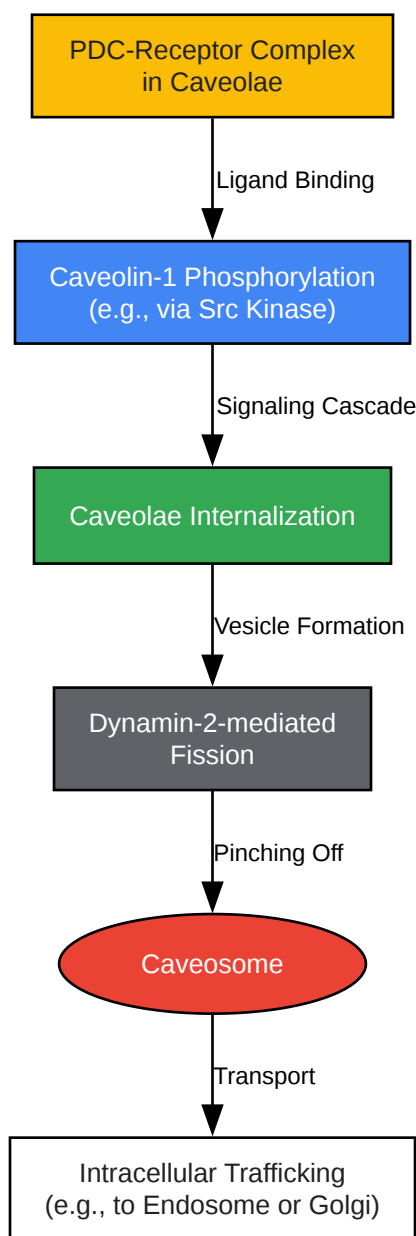 PDC-Receptor Complex
in Caveolae
Ligand Binding
Caveolin-1 Phosphorylation
(e.g., via Src Kinase)
Signaling Cascade
Caveolae Internalization
Vesicle Formation
Dynamin-2-mediated
Fission
Pinching Off
Caveosome
Transport
Intracellular Trafficking
(e.g., to Endosome or Golgi)